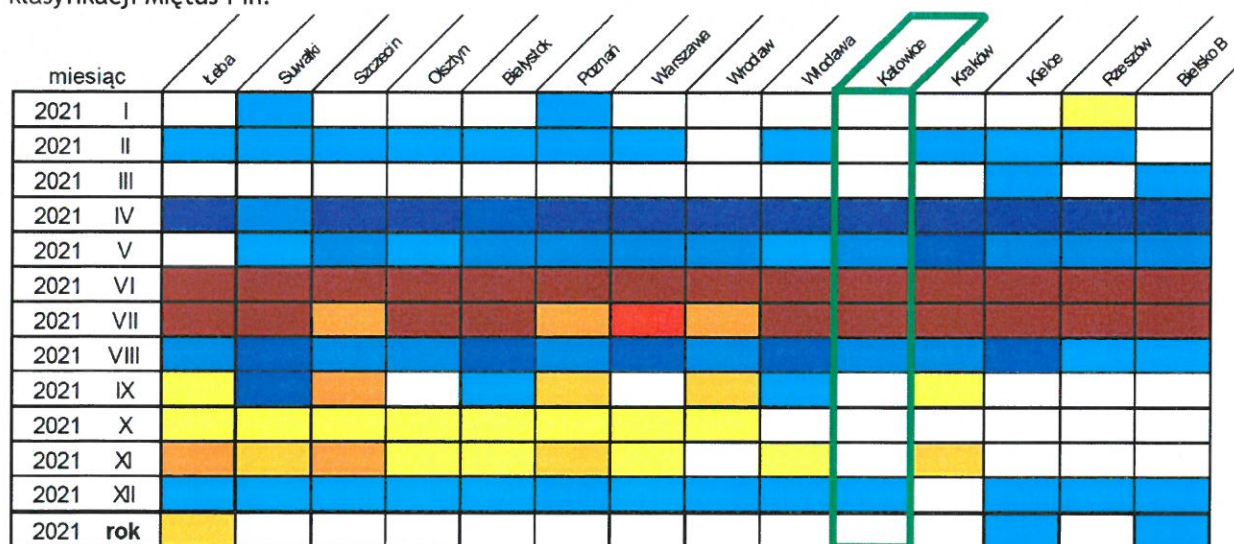 klasyfikacji Miętus i in.
miesiąc Łeba Suwałki Szczecin Olsztyn Białystok Poznań Warszawa Wrocław Włodawa Katowice Kraków Kielce Rzeszów Bielsko B
2021 I
2021 II
2021 III
2021 IV
2021 V
2021 VI
2021 VII
2021 VIII
2021 IX
2021 X
2021 XI
2021 XII
2021 rok